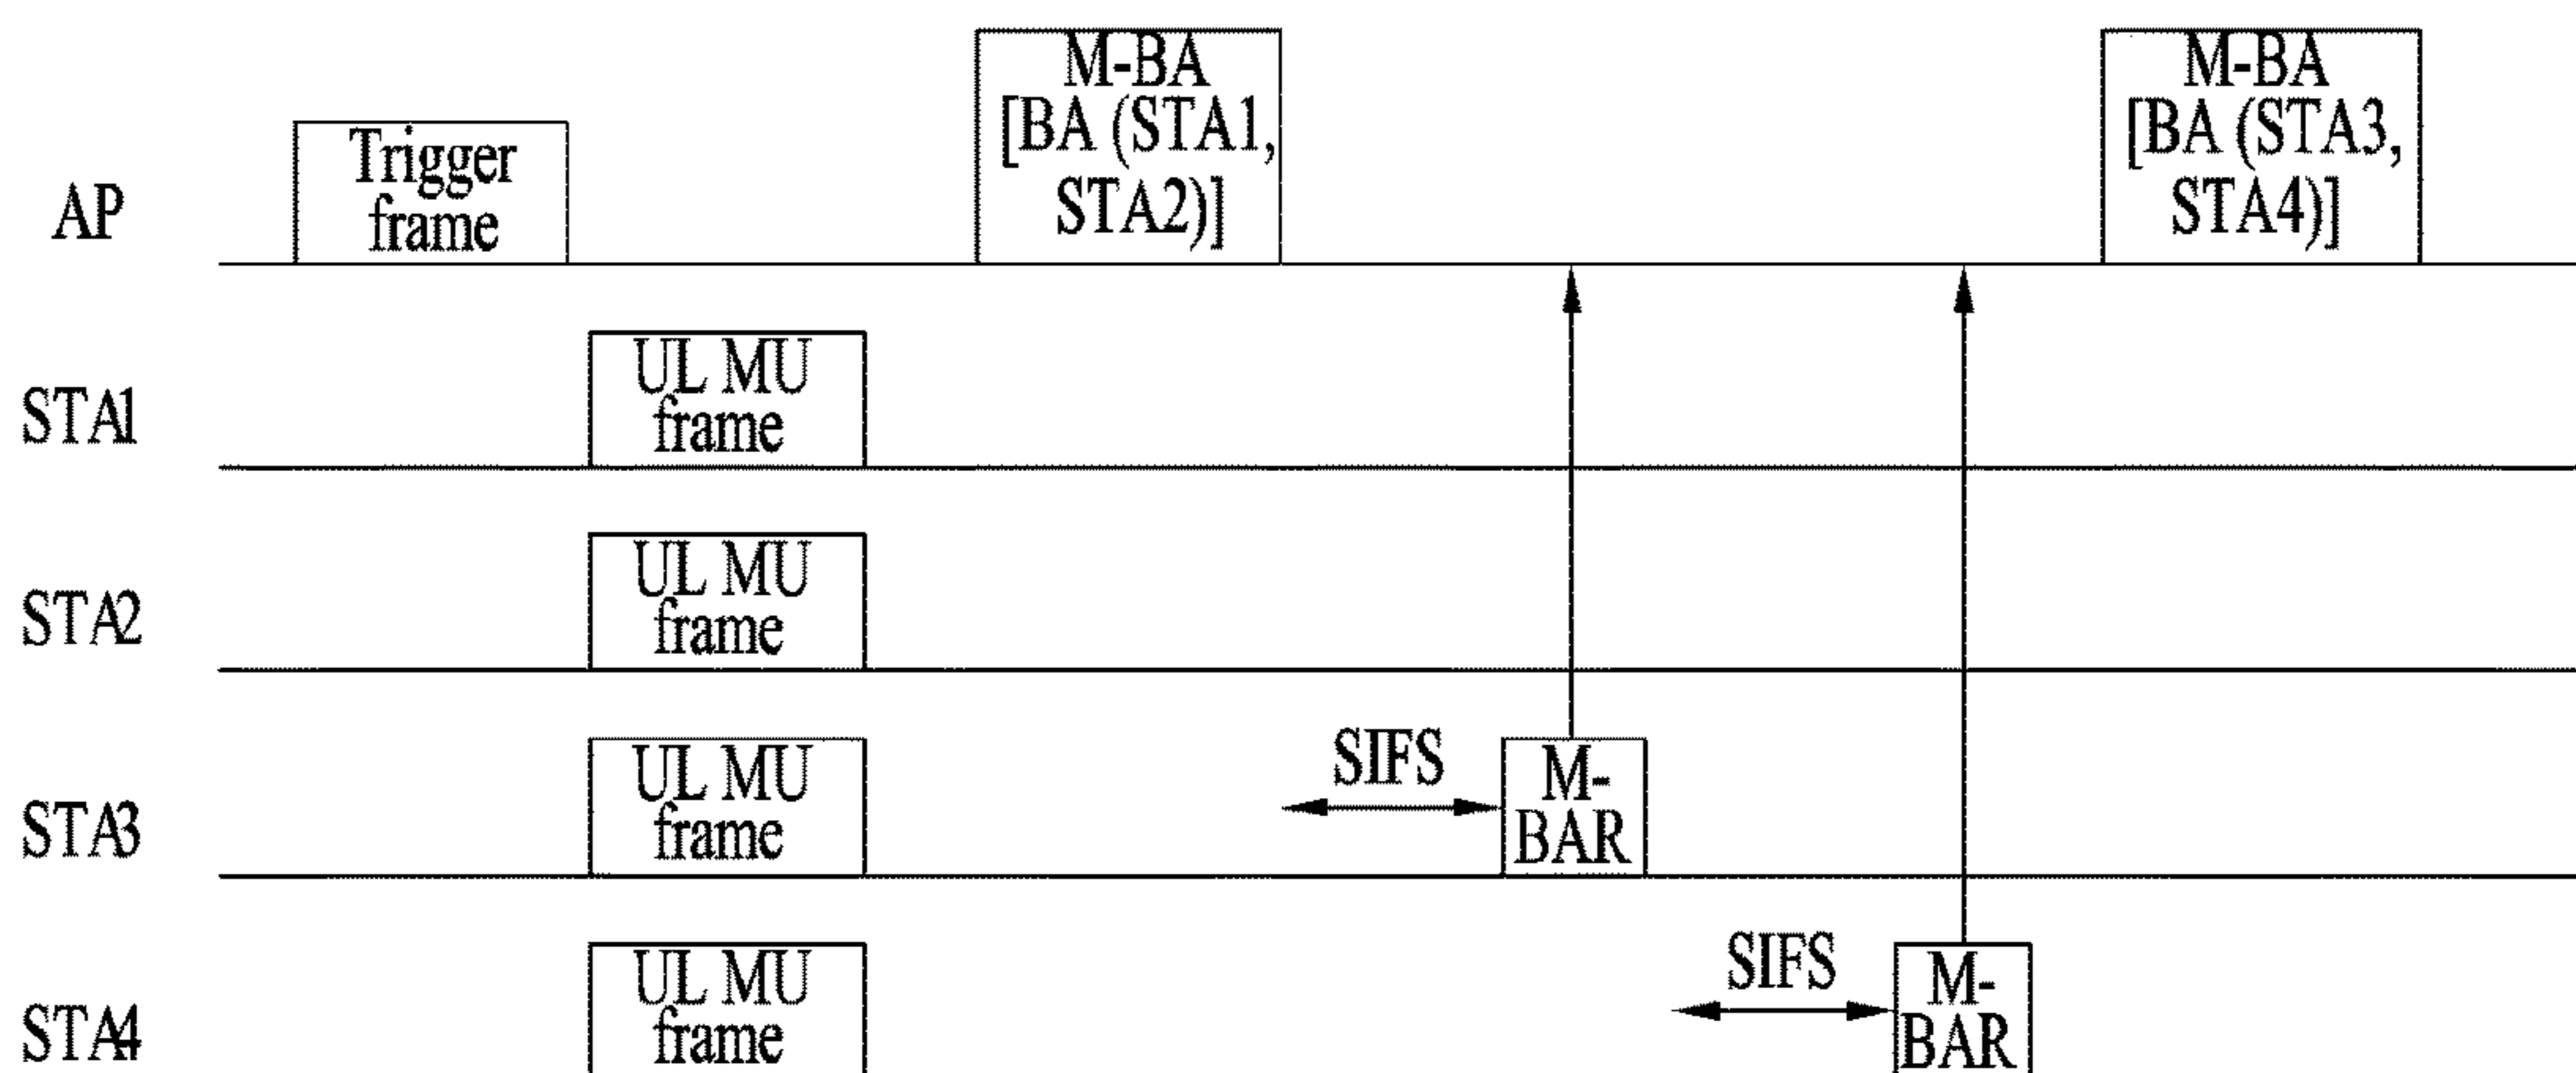 M-BA
[BA (STA1,
STA2)]
M-BA
[BA (STA3,
STA4)]
Trigger
frame
AP
UL MU
frame
STA1
UL MU
frame
STA2
UL MU
frame
SIFS
M-
BAR
STA3
UL MU
frame
SIFS
M-
BAR
STA4